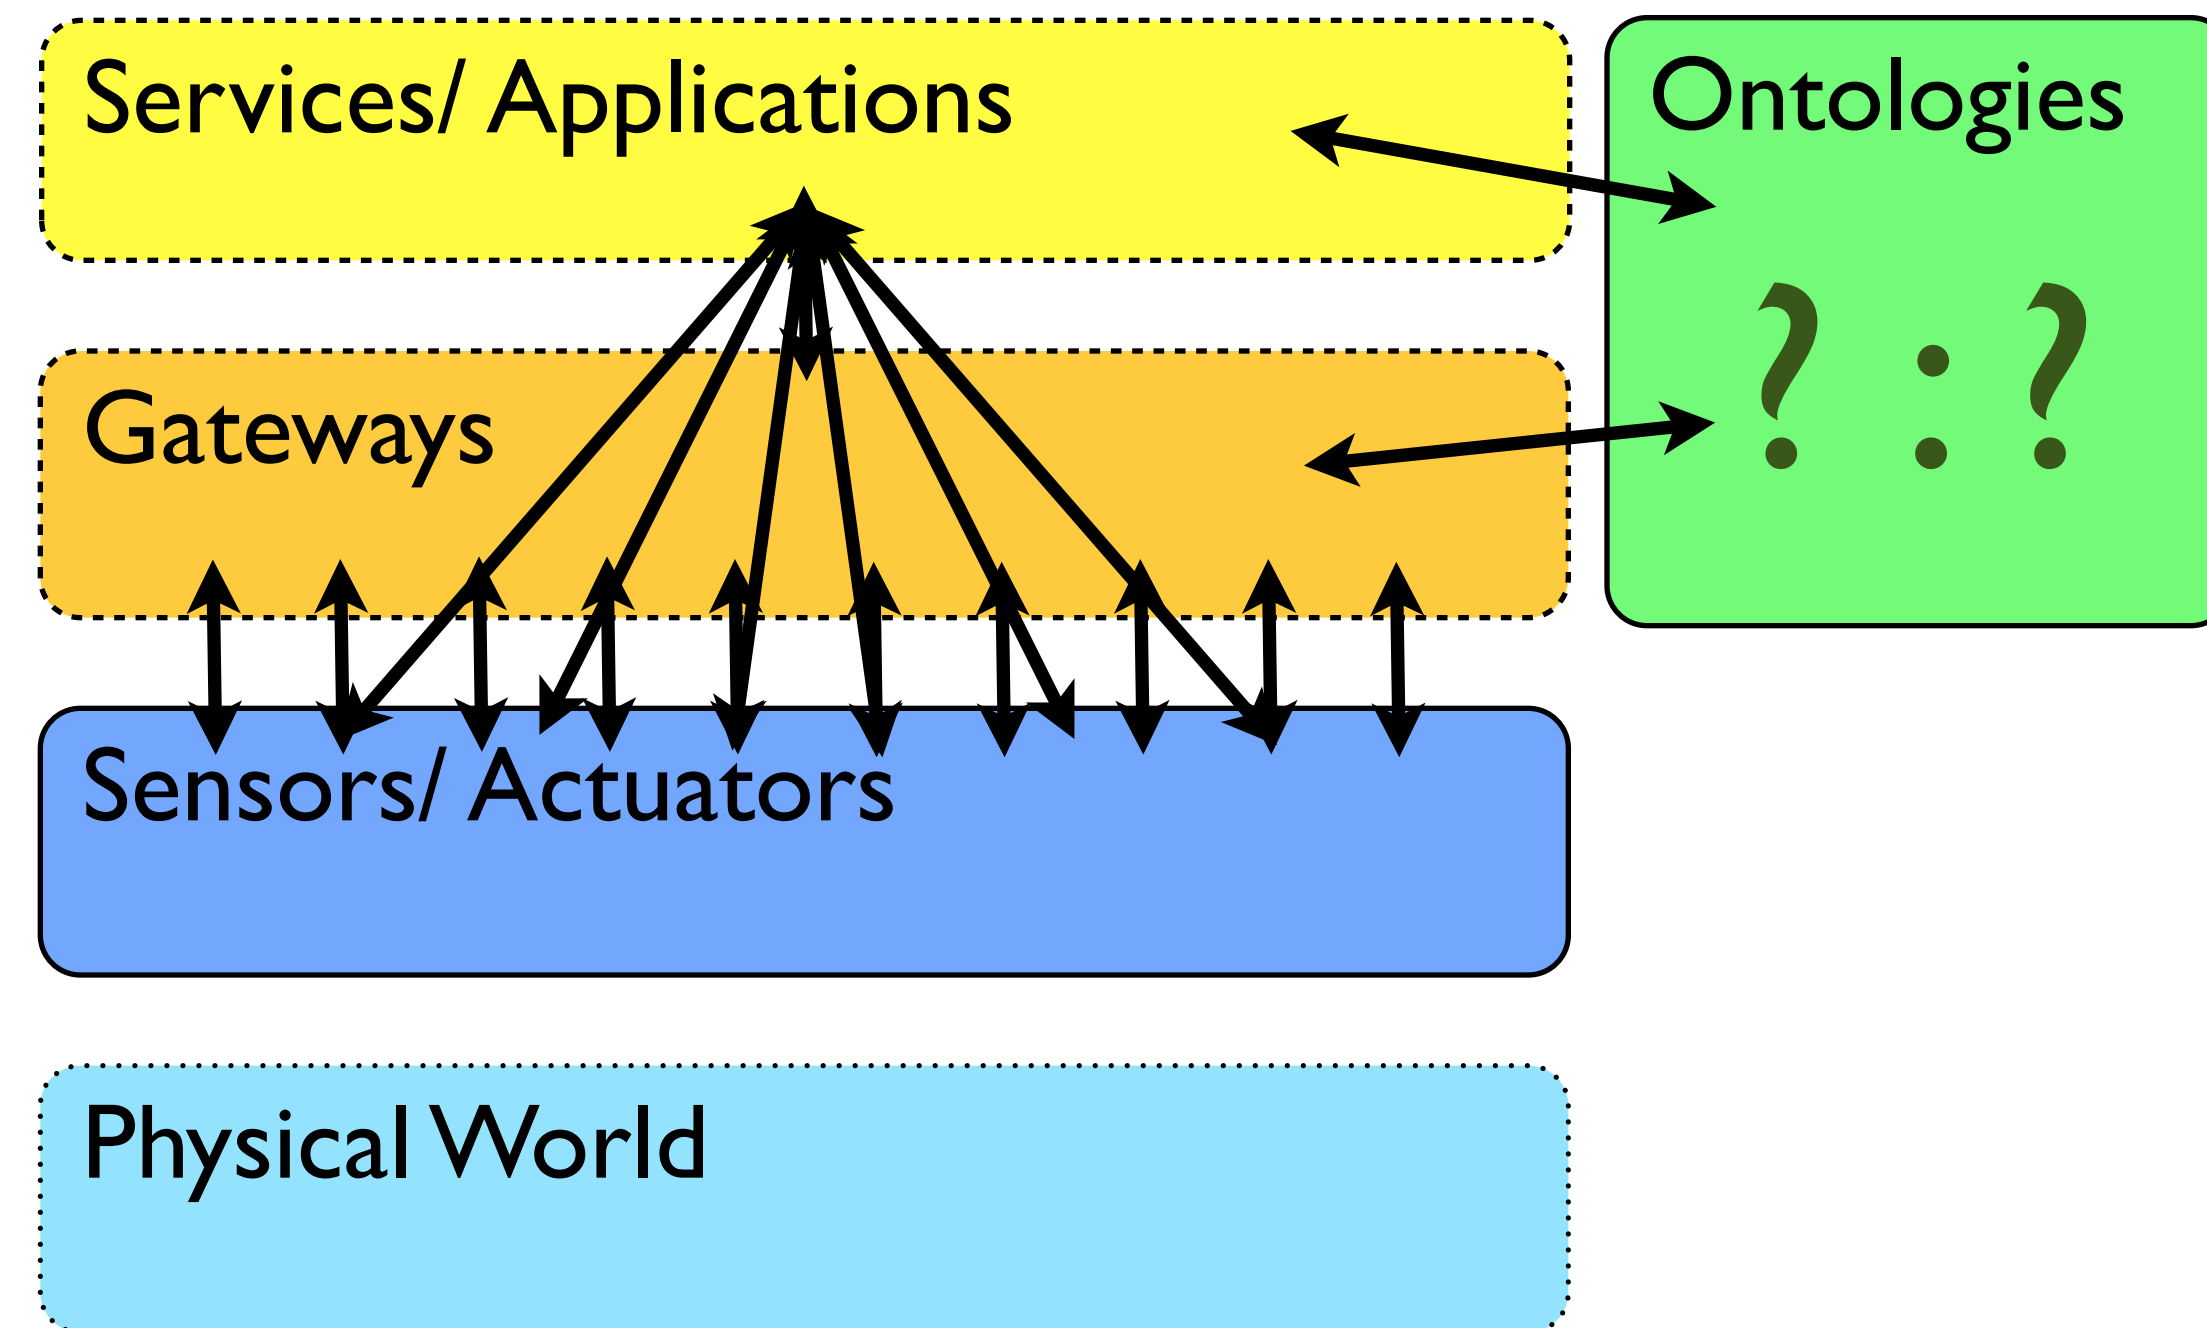 Services/ Applications
Ontologies
? : ?
Gateways
Sensors/ Actuators
Physical World